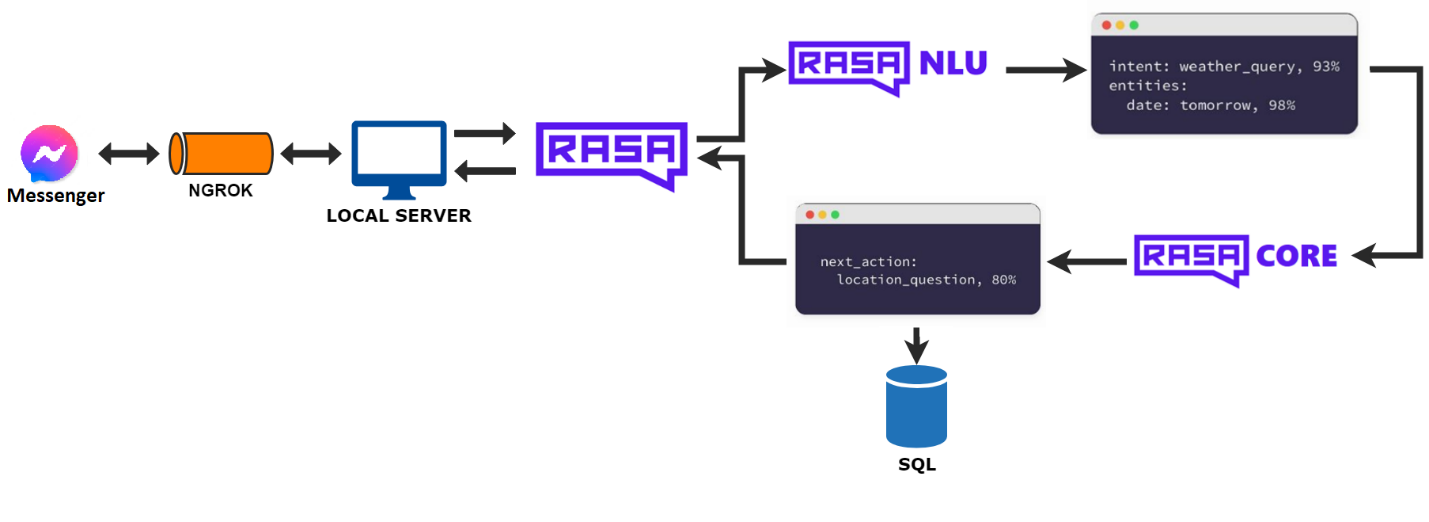 Messenger
NGROK
LOCAL SERVER
RASA
RASA NLU
intent: weather_query, 93%
entities:
date: tomorrow, 98%
RASA CORE
next_action:
location_question, 80%
SQL